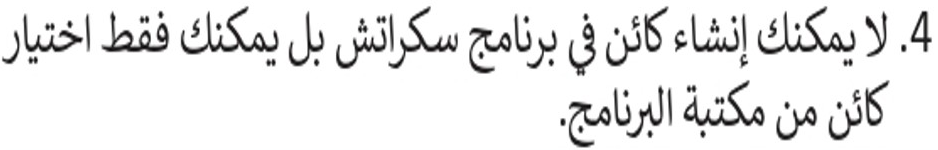 4. لا يمكنك إنشاء كائن في برنامج سكراتش بل يمكنك فقط اختيار
كائن من مكتبة البرنامج.